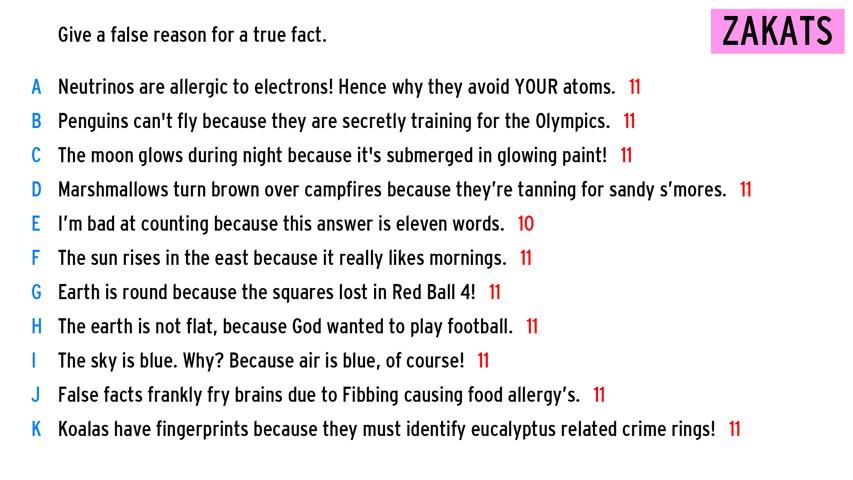 Give a false reason for a true fact.
ZAKATS
A Neutrinos are allergic to electrons! Hence why they avoid YOUR atoms. 11
B Penguins can't fly because they are secretly training for the Olympics. 11
C The moon glows during night because it's submerged in glowing paint! 11
D Marshmallows turn brown over campfires because they’re tanning for sandy s’mores. 11
E I’m bad at counting because this answer is eleven words. 10
F The sun rises in the east because it really likes mornings. 11
G Earth is round because the squares lost in Red Ball 4! 11
H The earth is not flat, because God wanted to play football. 11
I The sky is blue. Why? Because air is blue, of course! 11
J False facts frankly fry brains due to Fibbing causing food allergy’s. 11
K Koalas have fingerprints because they must identify eucalyptus related crime rings! 11